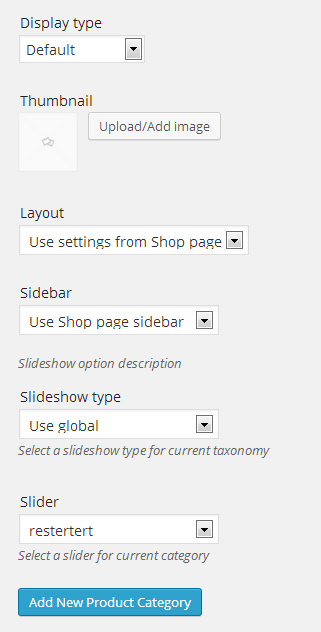 Display type
Default
Thumbnail
Upload/Add image
Layout
Use settings from Shop page
Sidebar
Use Shop page sidebar
Slideshow option description
Slideshow type
Use global
Select a slideshow type for current taxonomy
Slider
restertert
Select a slider for current category
Add New Product Category